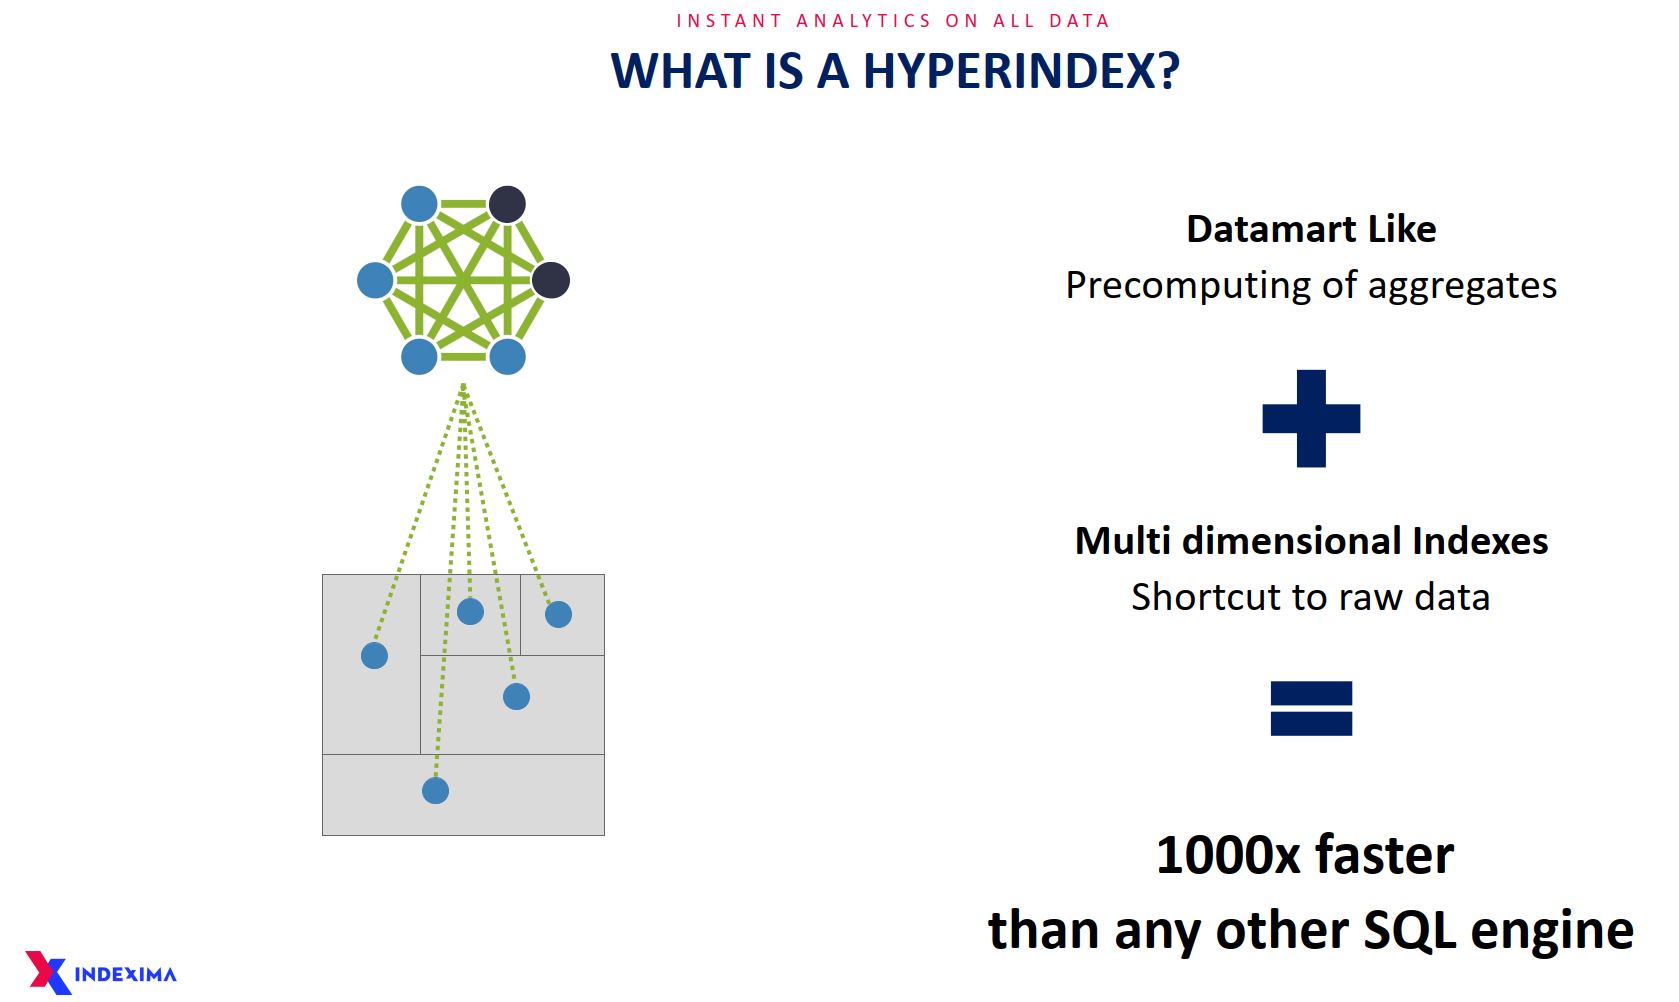 INSTANT ANALYTICS ON ALL DATA
WHAT IS A HYPERINDEX?
Datamart Like
Precomputing of aggregates
Multi dimensional Indexes
Shortcut to raw data
1000x faster
than any other SQL engine
INDEXIMA